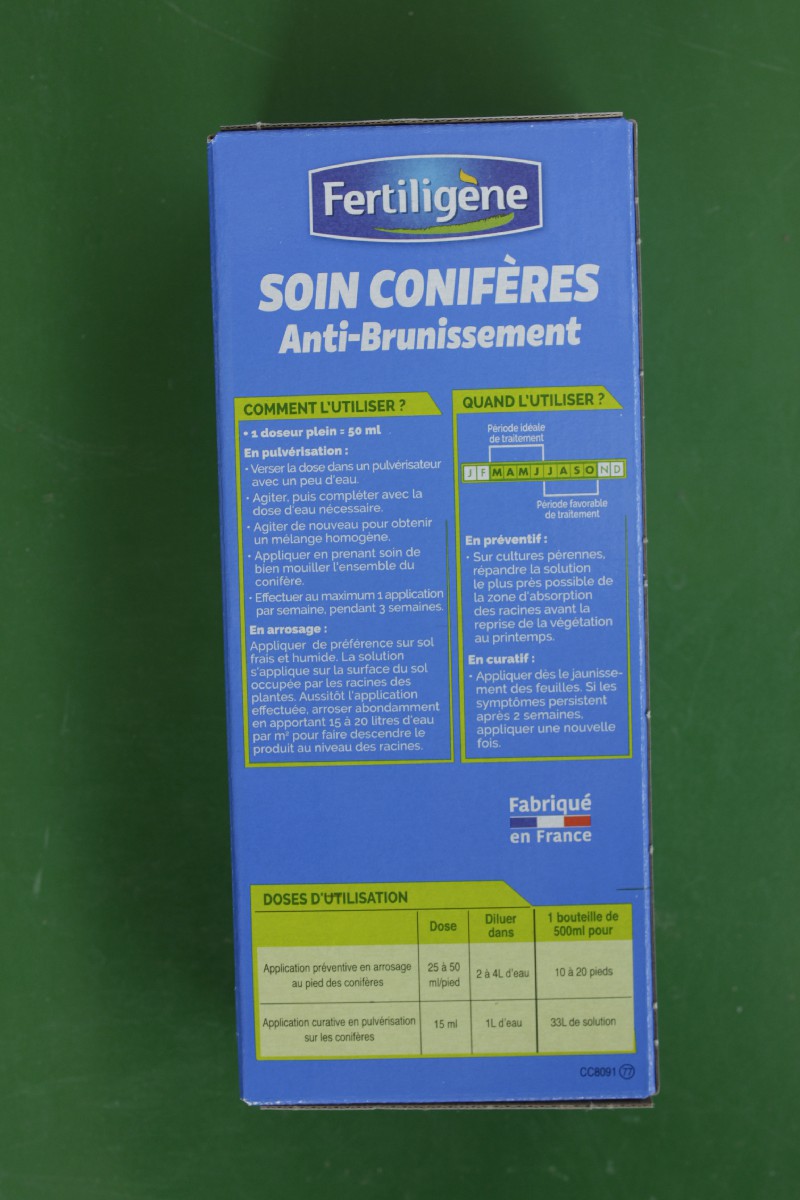 Fertiligène
SOIN CONIFÈRES
Anti-Brunissement
COMMENT L'UTILISER ?
• 1 doseur plein = 50 ml
En pulvérisation :
• Verser la dose dans un pulvérisateur
avec un peu d'eau.
• Agiter, puis compléter avec la
dose d'eau nécessaire.
• Agiter de nouveau pour obtenir
un mélange homogène.
• Appliquer en prenant soin de
bien mouiller l'ensemble du
conifère.
• Effectuer au maximum 1 application
par semaine, pendant 3 semaines.
En arrosage :
Appliquer de préférence sur sol
frais et humide. La solution
s'applique sur la surface du sol
occupée par les racines des
plantes. Aussitôt l'application
effectuée, arroser abondamment
en apportant 15 à 20 litres d'eau
par m² pour faire descendre le
produit au niveau des racines.
QUAND L'UTILISER ?
Période idéale
de traitement
J F M A M J J A S O N D
Période favorable
de traitement
En préventif :
• Sur cultures pérennes,
répandre la solution
le plus près possible de
la zone d'absorption
des racines avant la
reprise de la végétation
au printemps.
En curatif :
• Appliquer dès le jaunisse-
ment des feuilles. Si les
symptômes persistent
après 2 semaines,
appliquer une nouvelle
fois.
Fabriqué
en France
DOSES D'UTILISATION
Dose
Diluer
dans
1 bouteille de
500ml pour
Application préventive en arrosage
au pied des conifères
25 à 50
ml/pied
2 à 4L d'eau
10 à 20 pieds
Application curative en pulvérisation
sur les conifères
15 ml
1L d'eau
33L de solution
CC8091 77